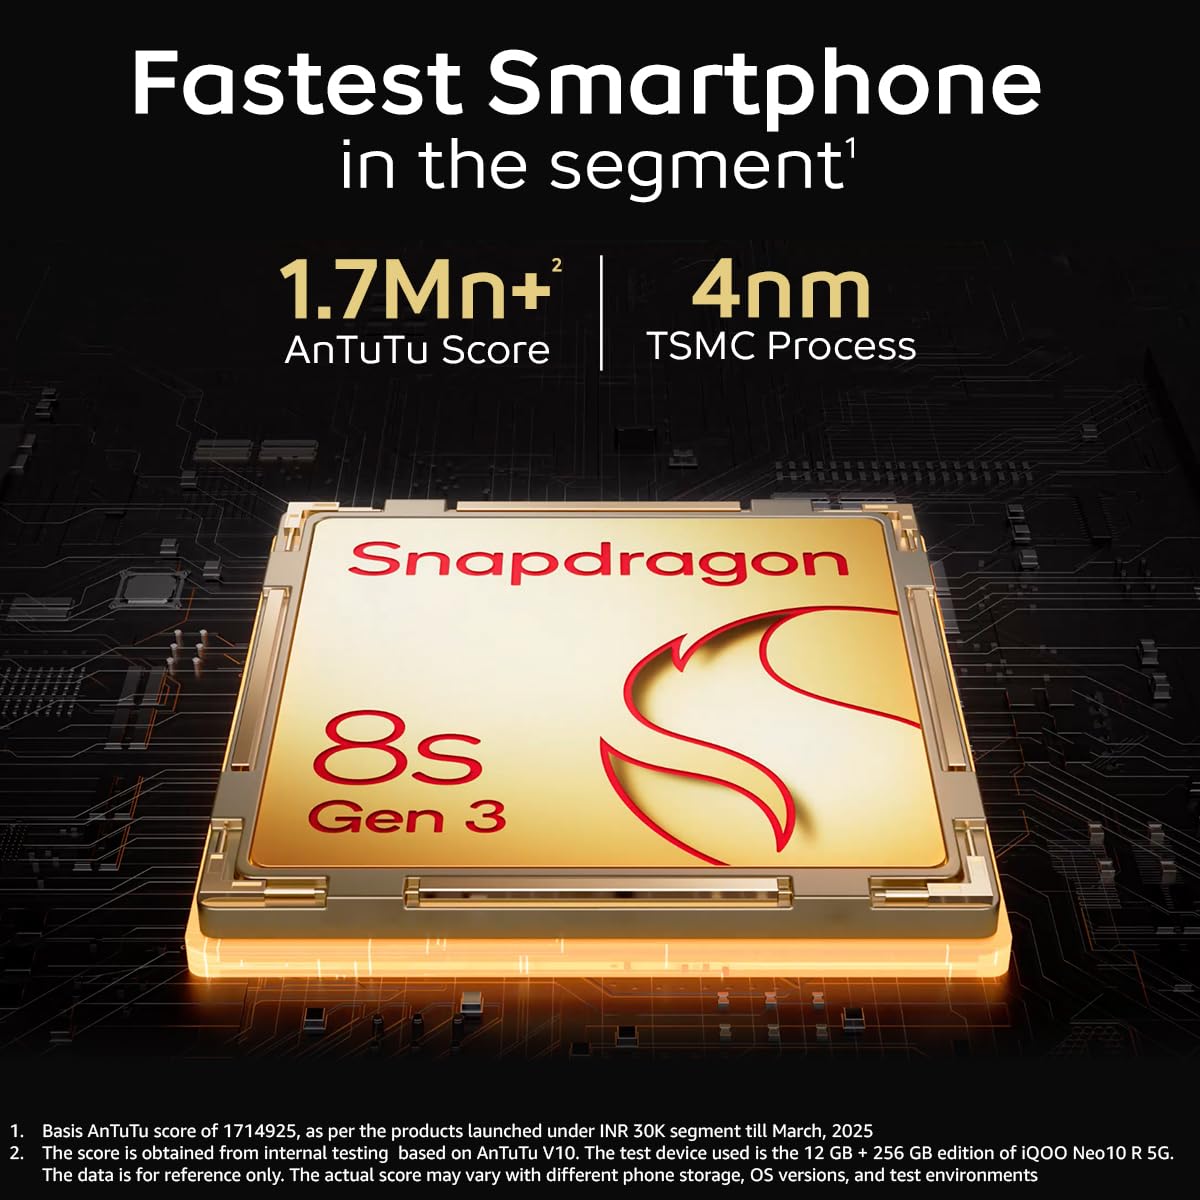 Fastest Smartphone
in the segment¹
1.7Mn+²
AnTuTu Score
4nm
TSMC Process
Snapdragon
8s
Gen 3
1. Basis AnTuTu score of 1714925, as per the products launched under INR 30K segment till March, 2025
2. The score is obtained from internal testing based on AnTuTu V10. The test device used is the 12 GB + 256 GB edition of iQOO Neo10 R 5G.
The data is for reference only. The actual score may vary with different phone storage, OS versions, and test environments